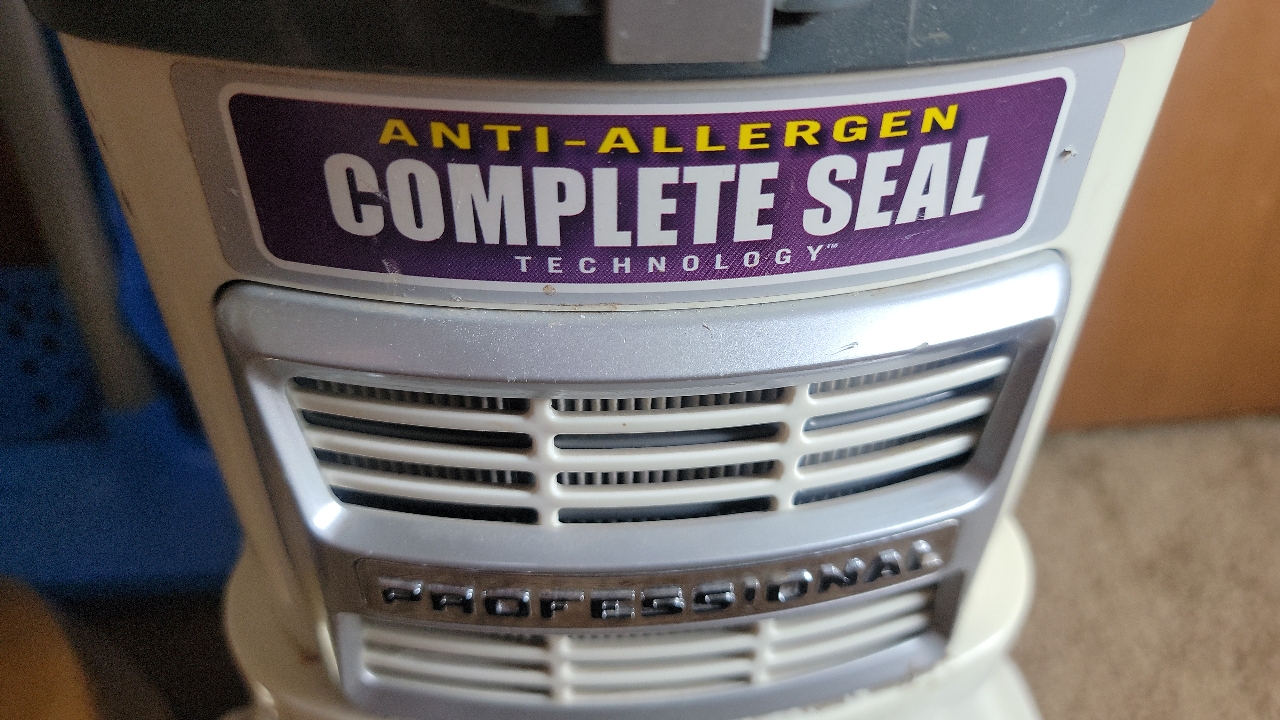 ANTI-ALLERGEN
COMPLETE SEAL
TECHNOLOGY™
PROFESSIONAL